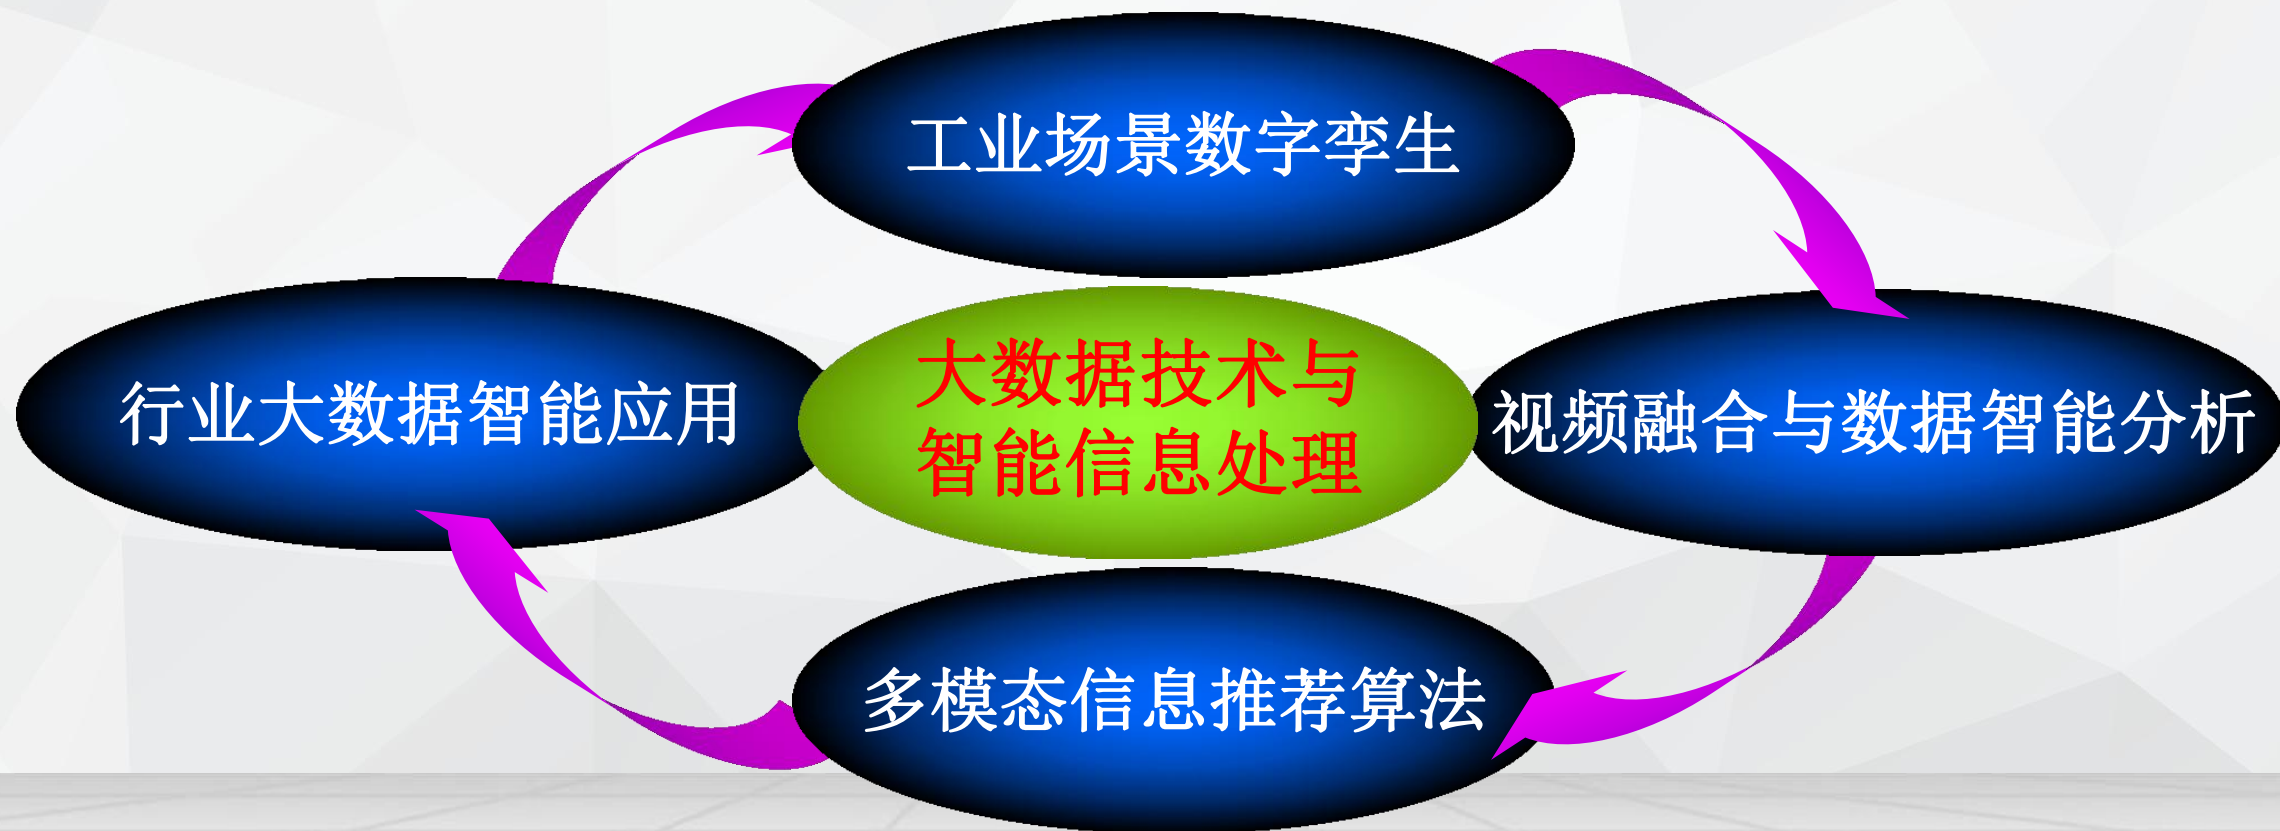 工业场景数字孪生
行业大数据智能应用
大数据技术与
智能信息处理
视频融合与数据智能分析
多模态信息推荐算法